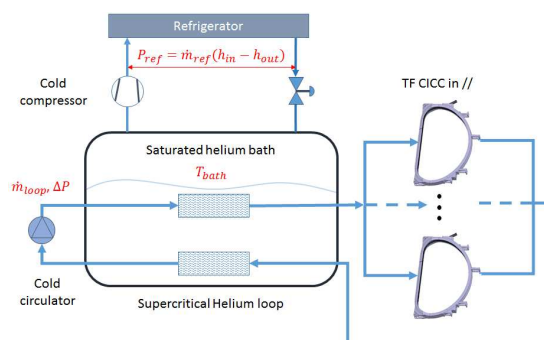 Refrigerator
P_ref = ṁ_ref(h_in − h_out)
Cold
compressor
TF CICC in //
Saturated helium bath
T_bath
ṁ_loop, ΔP
Cold
circulator
Supercritical Helium loop